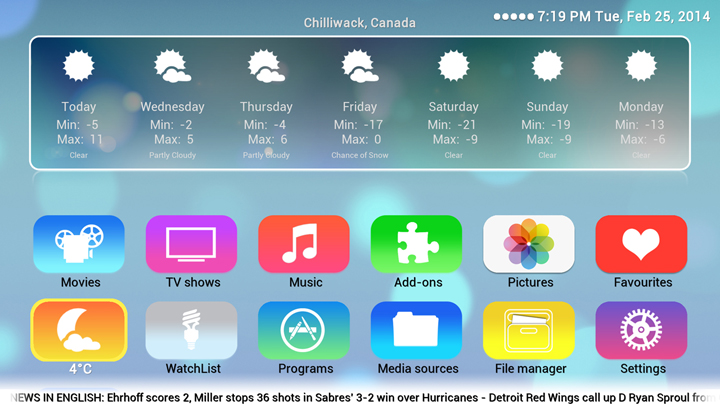 Chilliwack, Canada
7:19 PM Tue, Feb 25, 2014
Today Wednesday Thursday Friday Saturday Sunday Monday
Min: -5 Min: -2 Min: -4 Min: -17 Min: -21 Min: -19 Min: -13
Max: 11 Max: 5 Max: 6 Max: 0 Max: -9 Max: -9 Max: -6
Clear Partly Cloudy Partly Cloudy Chance of Snow Clear Clear Clear
Movies TV shows Music Add-ons Pictures Favourites
4°C WatchList Programs Media sources File manager Settings
NEWS IN ENGLISH: Ehrhoff scores 2, Miller stops 36 shots in Sabres' 3-2 win over Hurricanes - Detroit Red Wings call up D Ryan Sproul from